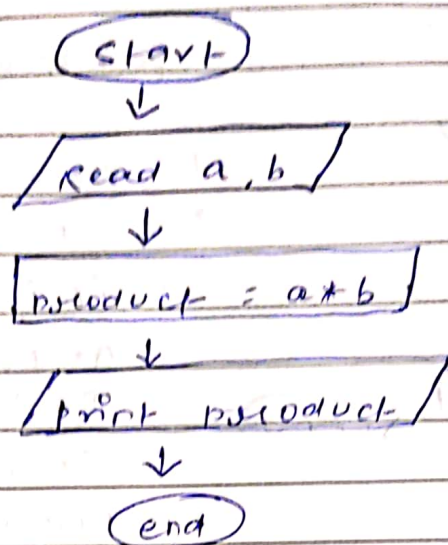 start
Read a, b
product = a * b
print product
end